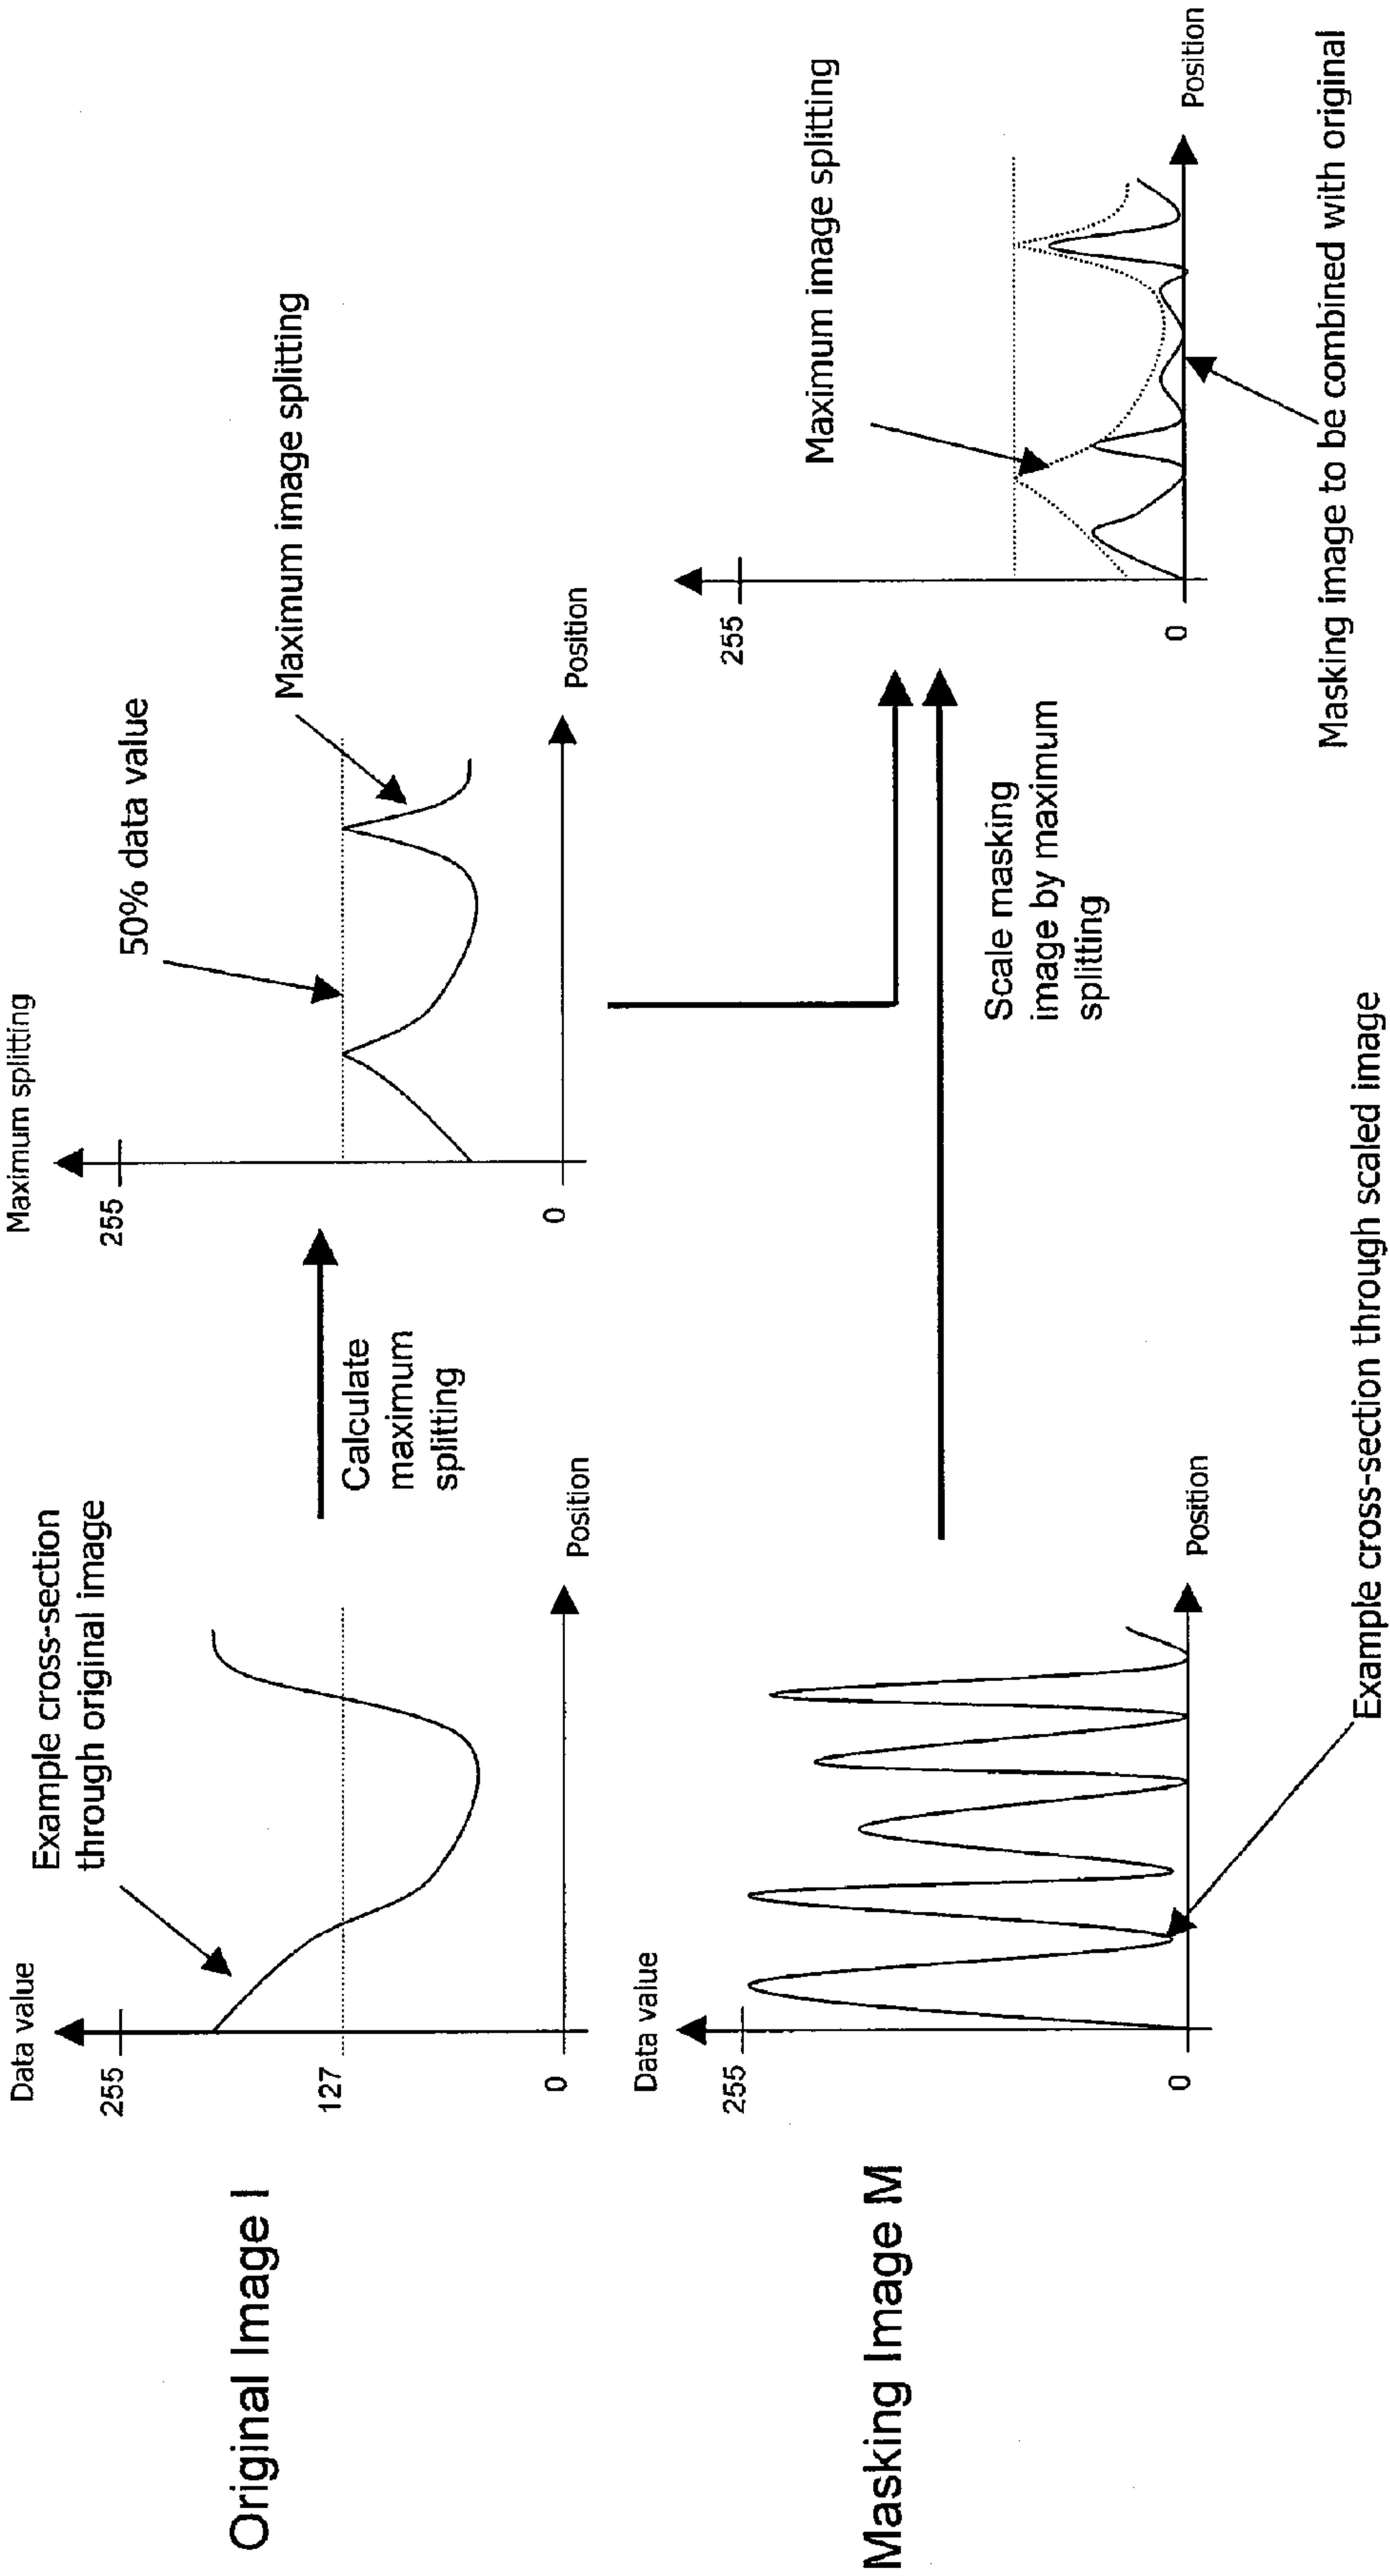 Original Image I
Data value
255
127
0
Example cross-section
through original image
Position
Calculate
maximum
splitting
Maximum splitting
255
0
50% data value
Maximum image splitting
Position
Masking Image M
Data value
255
0
Position
Example cross-section through scaled image
Scale masking
image by maximum
splitting
255
0
Maximum image splitting
Position
Masking image to be combined with original